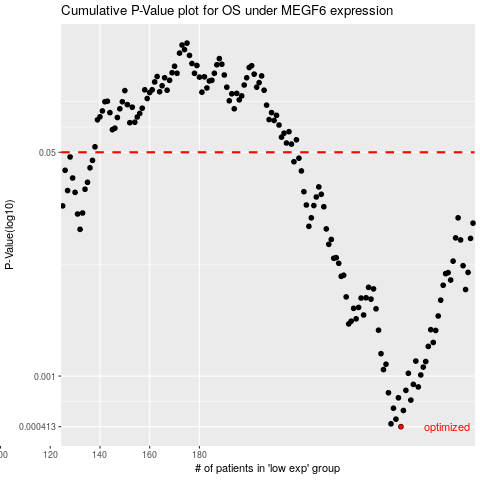 Cumulative P-Value plot for OS under MEGF6 expression
P-Value(log10)
0.05
0.001
0.000413
optimized
00 120 140 160 180
# of patients in 'low exp' group